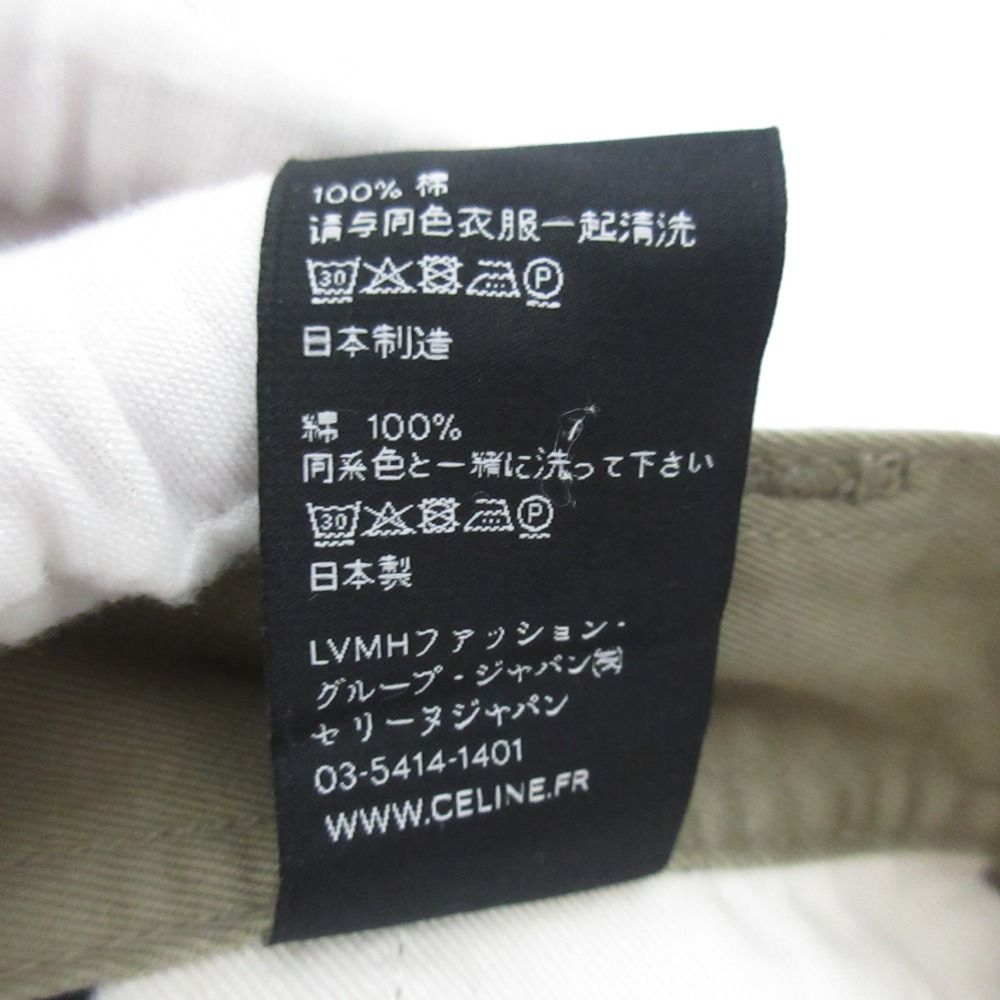 100% 棉
请与同色衣服一起清洗
30 P
日本制造
綿 100%
同系色と一緒に洗って下さい
30 P
日本製
LVMHファッション・
グループ・ジャパン㈱
セリーヌジャパン
03-5414-1401
WWW.CELINE.FR